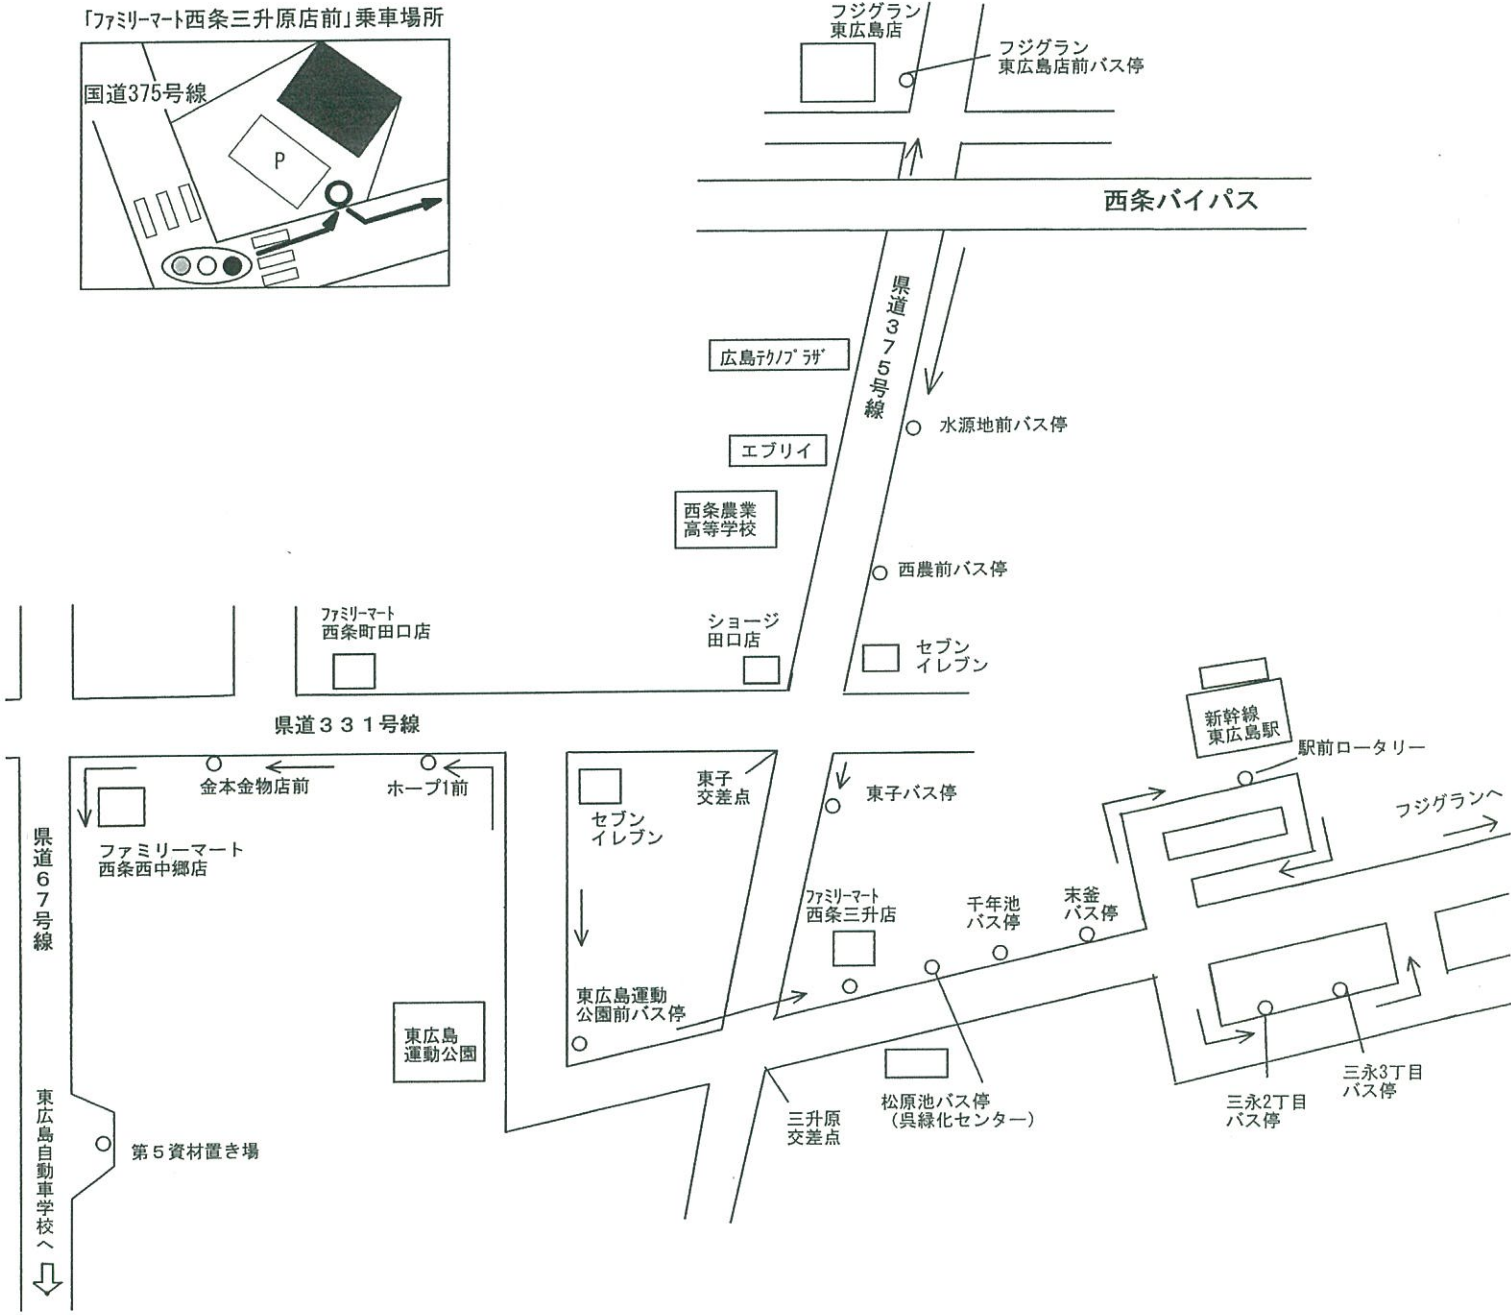 「ﾌｧﾐﾘｰﾏｰﾄ西条三升原店前」乗車場所
国道375号線
P
フジグラン
東広島店
フジグラン
東広島店前バス停
西条バイパス
県道３７５号線
広島ﾃｸﾉﾌﾟﾗｻﾞ
水源地前バス停
エブリイ
西条農業
高等学校
西農前バス停
ﾌｧﾐﾘｰﾏｰﾄ
西条町田口店
ショージ
田口店
セブン
イレブン
県道３３１号線
新幹線
東広島駅
駅前ロータリー
金本金物店前
ホープ1前
東子
交差点
東子バス停
セブン
イレブン
フジグランへ
ファミリーマート
西条西中郷店
県道６７号線
ﾌｧﾐﾘｰﾏｰﾄ
西条三升店
千年池
バス停
末釜
バス停
東広島運動
公園前バス停
東広島
運動公園
松原池バス停
（呉緑化センター）
三升原
交差点
三永3丁目
バス停
三永2丁目
バス停
第５資材置き場
東広島自動車学校へ